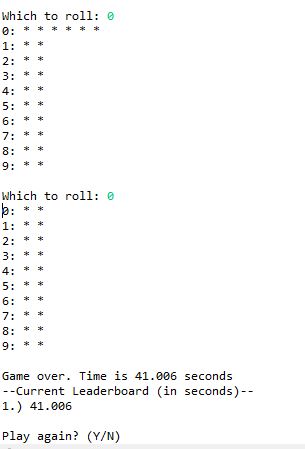 Which to roll: 0
0: * * * * * *
1: * *
2: * *
3: * *
4: * *
5: * *
6: * *
7: * *
8: * *
9: * *
Which to roll: 0
0: * *
1: * *
2: * *
3: * *
4: * *
5: * *
6: * *
7: * *
8: * *
9: * *
Game over. Time is 41.006 seconds
--Current Leaderboard (in seconds)--
1.) 41.006
Play again? (Y/N)